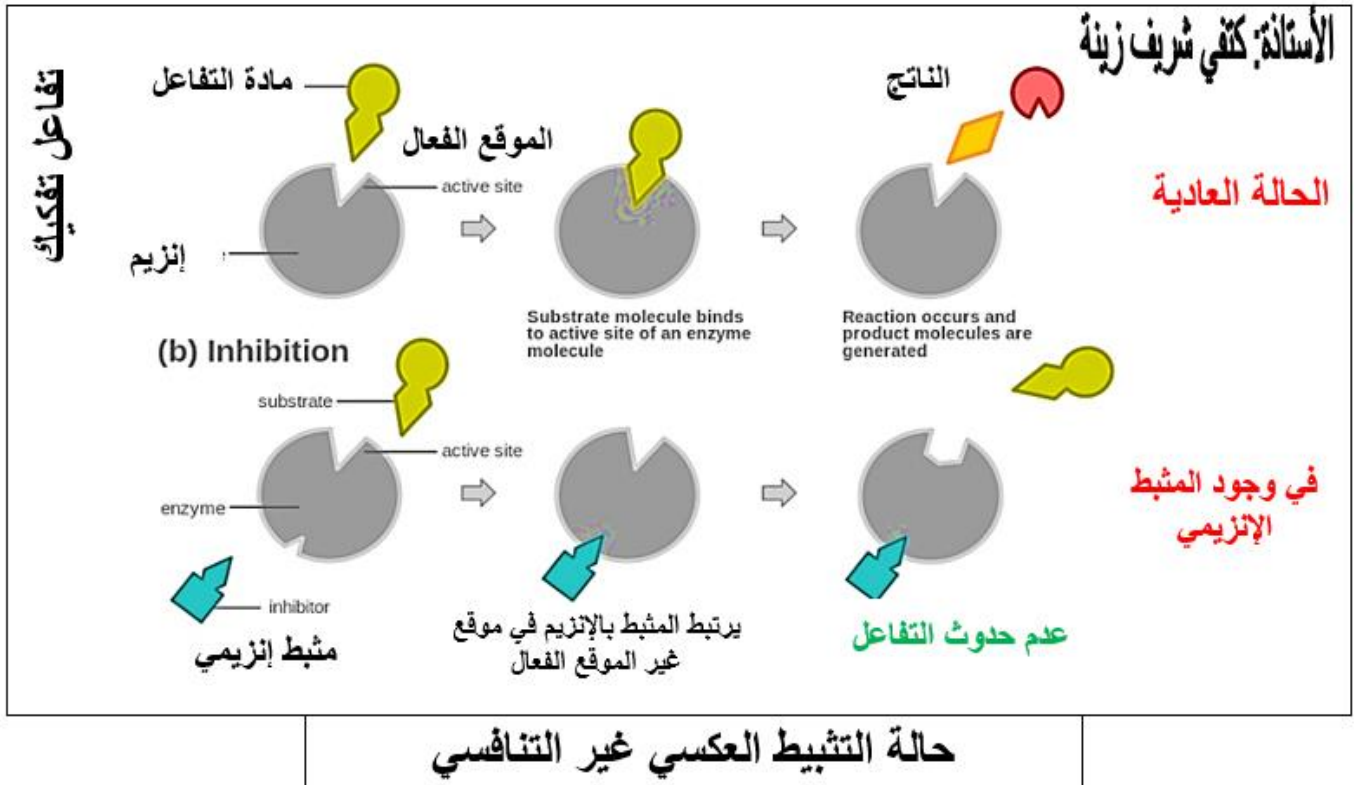 الأستاذة: كتفي شريف زينة
تفاعل تفكيك
مادة التفاعل
الموقع الفعال
active site
إنزيم
الناتج
الحالة العادية
Substrate molecule binds
to active site of an enzyme
molecule
Reaction occurs and
product molecules are
generated
(b) Inhibition
substrate
active site
enzyme
inhibitor
مثبط إنزيمي
يرتبط المثبط بالإنزيم في موقع
غير الموقع الفعال
عدم حدوث التفاعل
في وجود المثبط
الإنزيمي
حالة التثبيط العكسي غير التنافسي